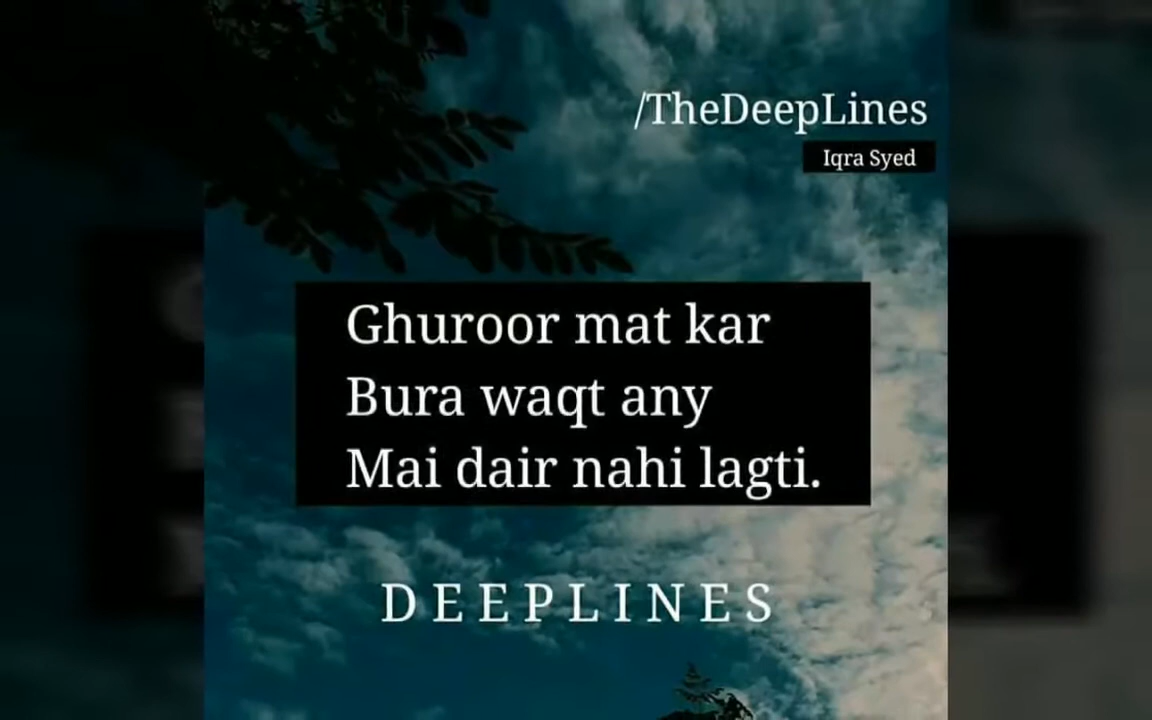 /TheDeepLines
Iqra Syed
Ghuroor mat kar
Bura waqt any
Mai dair nahi lagti.
DEEPLINES